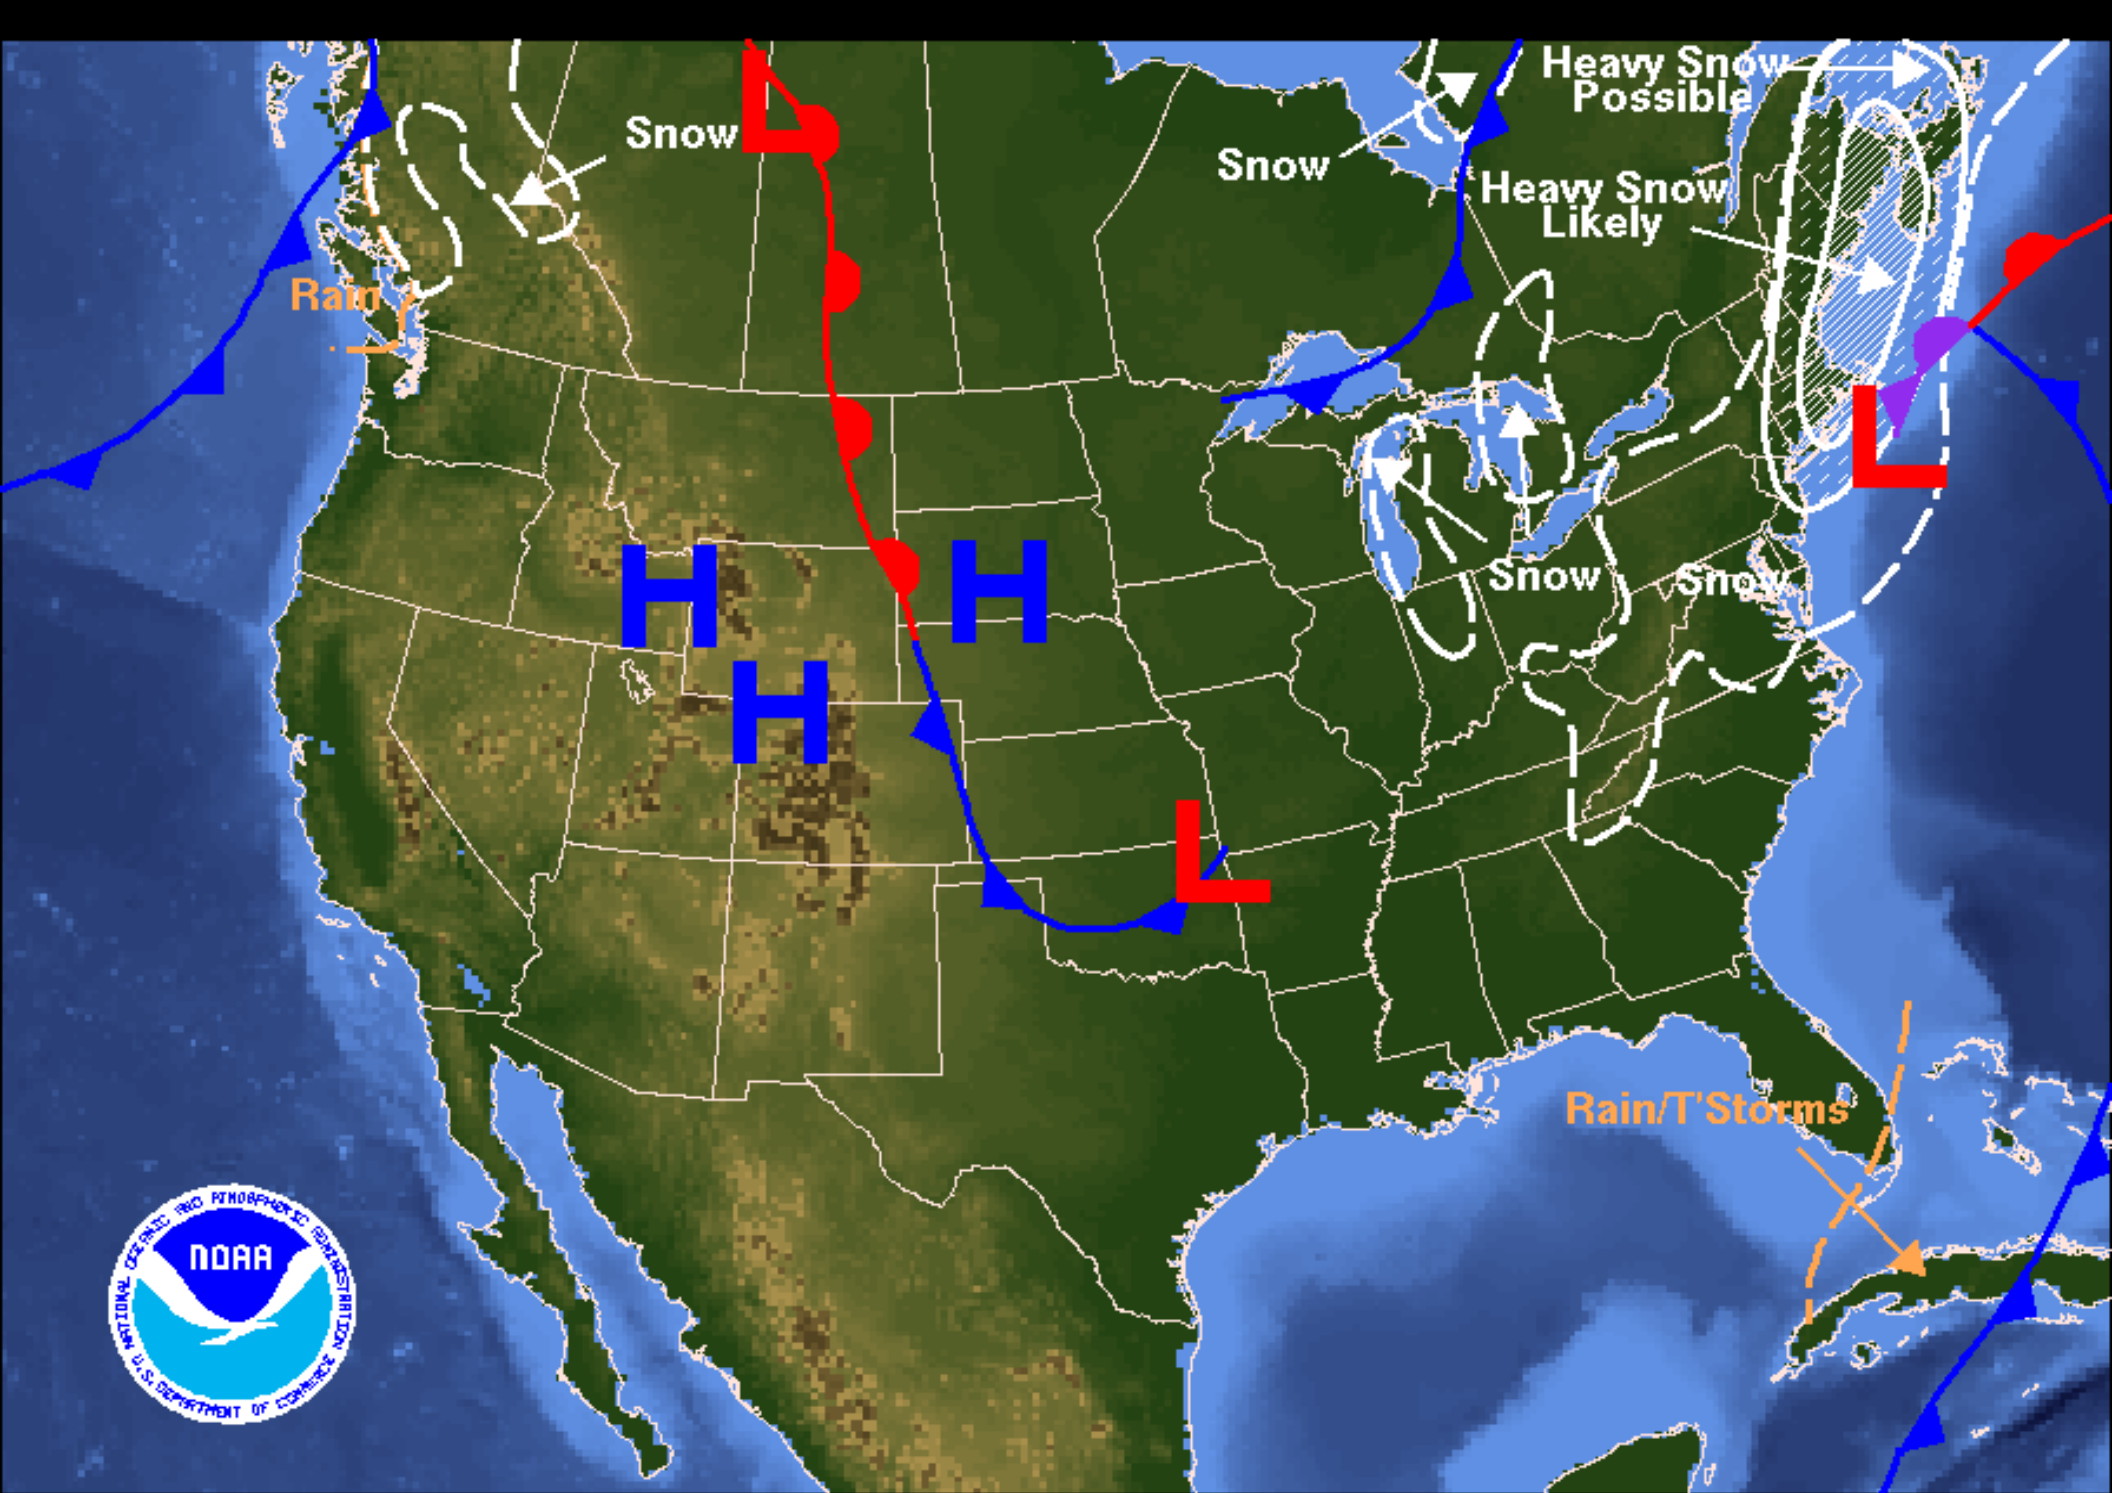 Heavy Snow
Possible
Snow
Snow
Heavy Snow
Likely
Rain
L
L
H
H
Snow
Snow
H
L
Rain/T'Storms
NATIONAL OCEANIC AND ATMOSPHERIC ADMINISTRATION
NOAA
U.S. DEPARTMENT OF COMMERCE